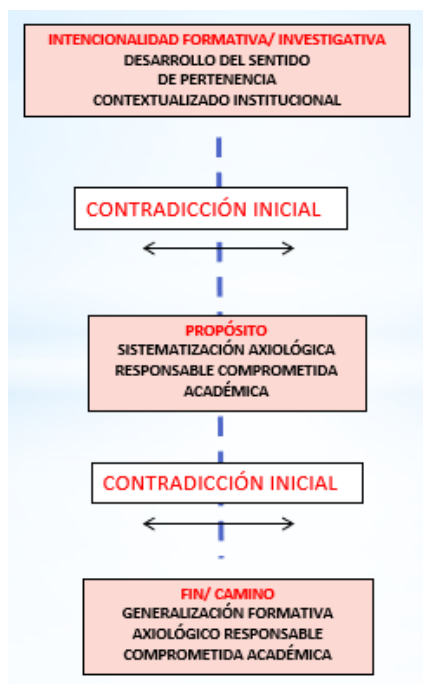 INTENCIONALIDAD FORMATIVA/ INVESTIGATIVA
DESARROLLO DEL SENTIDO
DE PERTENENCIA
CONTEXTUALIZADO INSTITUCIONAL
CONTRADICCIÓN INICIAL
PROPÓSITO
SISTEMATIZACIÓN AXIOLÓGICA
RESPONSABLE COMPROMETIDA
ACADÉMICA
CONTRADICCIÓN INICIAL
FIN/ CAMINO
GENERALIZACIÓN FORMATIVA
AXIOLÓGICO RESPONSABLE
COMPROMETIDA ACADÉMICA